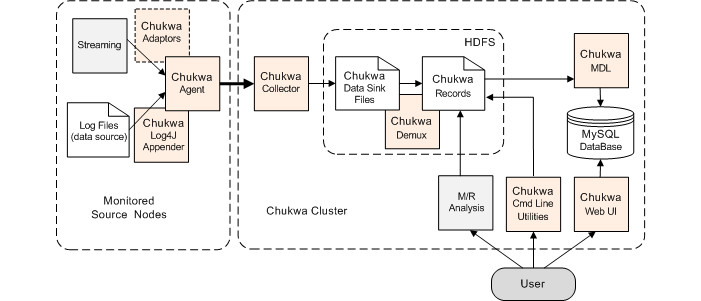 Streaming
Chukwa
Adaptors
Chukwa
Agent
Log Files
(data source)
Chukwa
Log4J
Appender
Monitored
Source Nodes
Chukwa
Collector
HDFS
Chukwa
Data Sink
Files
Chukwa
Records
Chukwa
Demux
Chukwa
MDL
MySQL
DataBase
Chukwa Cluster
M/R
Analysis
Chukwa
Cmd Line
Utilities
Chukwa
Web UI
User